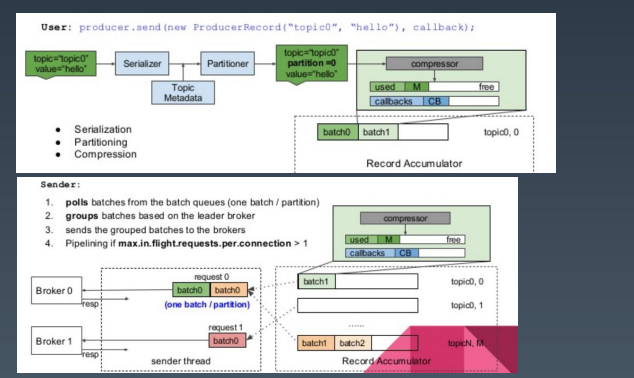 User: producer.send(new ProducerRecord("topic0", "hello"), callback);
topic="topic0"
value="hello"
Serializer
Partitioner
topic="topic0"
partition =0
value="hello"
compressor
Topic
Metadata
used M free
callbacks CB
● Serialization
● Partitioning
● Compression
batch0 batch1 topic0, 0
Record Accumulator
Sender:
1. polls batches from the batch queues (one batch / partition)
2. groups batches based on the leader broker
3. sends the grouped batches to the brokers
4. Pipelining if max.in.flight.requests.per.connection > 1
compressor
used M free
callbacks CB
request 0
Broker 0
batch0 batch0
batch1 topic0, 0
resp
(one batch / partition)
topic0, 1
request 1
......
Broker 1
batch0
batch1 batch2 topicN, M
resp
sender thread
Record Accumulator